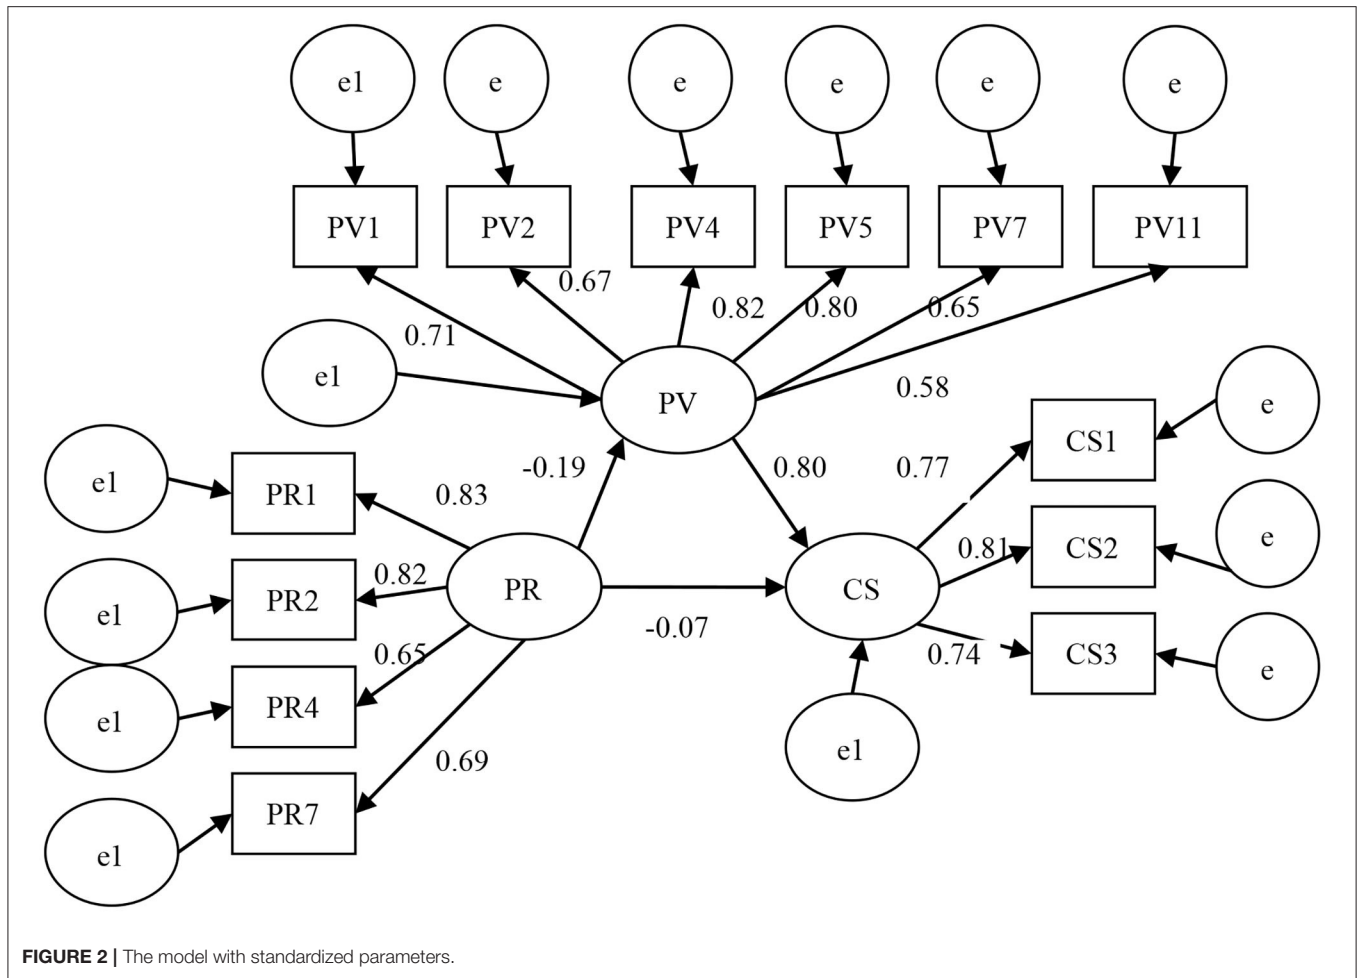 e1 e e e e e
PV1 PV2 PV4 PV5 PV7 PV11
0.67
0.82 0.80 0.65
0.71
e1
PV
0.58
e
CS1
-0.19 0.80 0.77
e1
PR1
0.83
e
0.81
CS2
0.82
PR
CS
e1
PR2
-0.07
0.65
0.74
CS3
e
e1
PR4
e1
0.69
PR7
e1
FIGURE 2 | The model with standardized parameters.